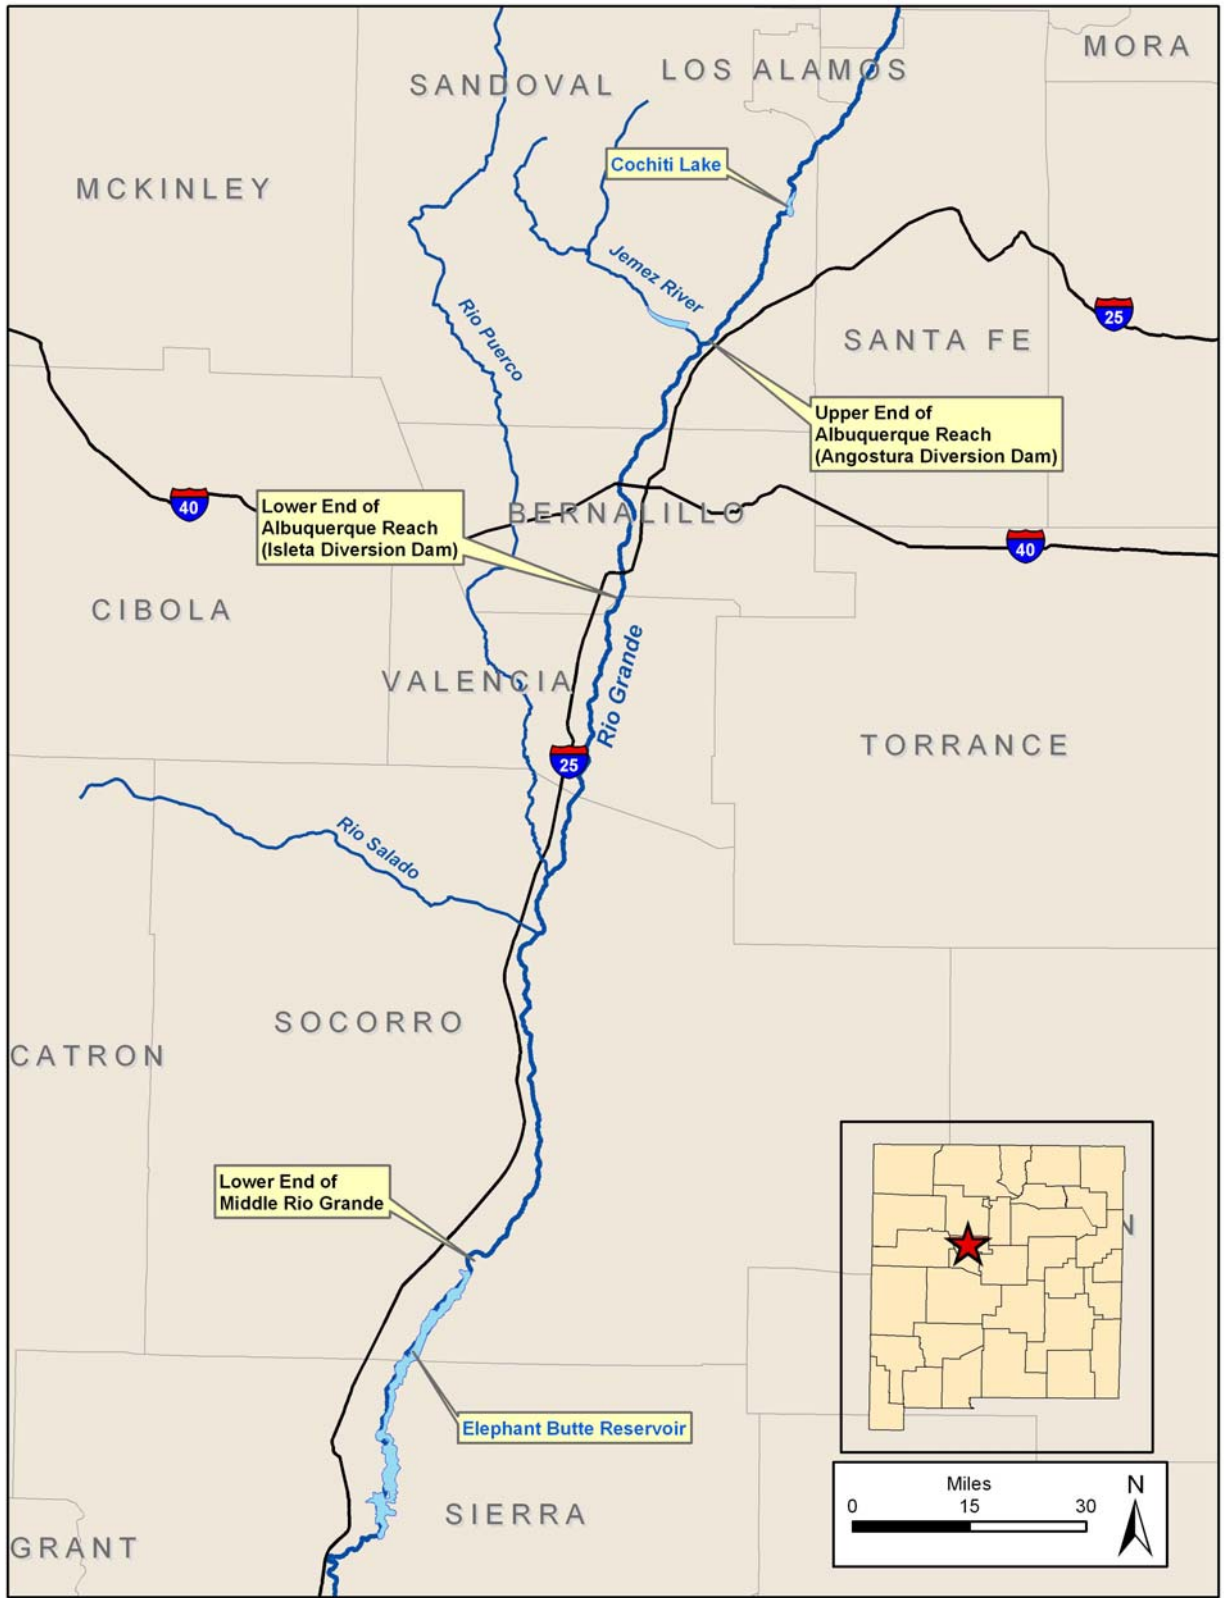 MORA
LOS ALAMOS
SANDOVAL
Cochiti Lake
MCKINLEY
Jemez River
Rio Puerco
25
SANTA FE
Upper End of
Albuquerque Reach
(Angostura Diversion Dam)
40
Lower End of
Albuquerque Reach
(Isleta Diversion Dam)
BERNALILLO
40
CIBOLA
Rio Grande
VALENCIA
TORRANCE
25
Rio Salado
SOCORRO
CATRON
Lower End of
Middle Rio Grande
N
Elephant Butte Reservoir
Miles
N
0 15 30
SIERRA
GRANT